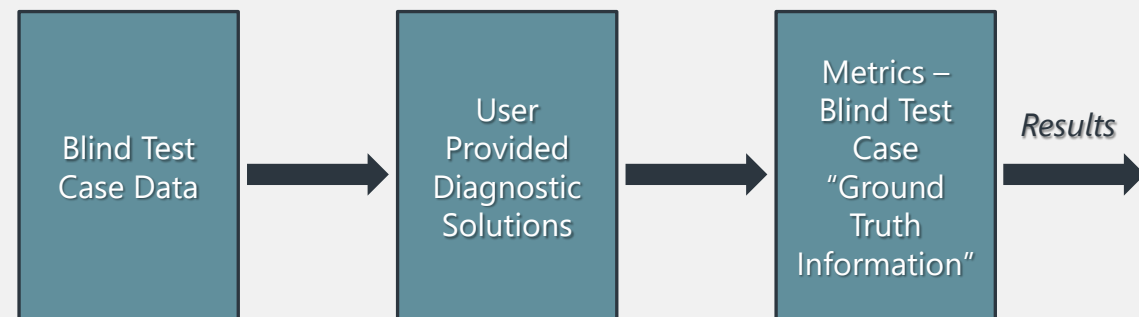 Blind Test
Case Data
User
Provided
Diagnostic
Solutions
Metrics –
Blind Test
Case
"Ground
Truth
Information"
Results